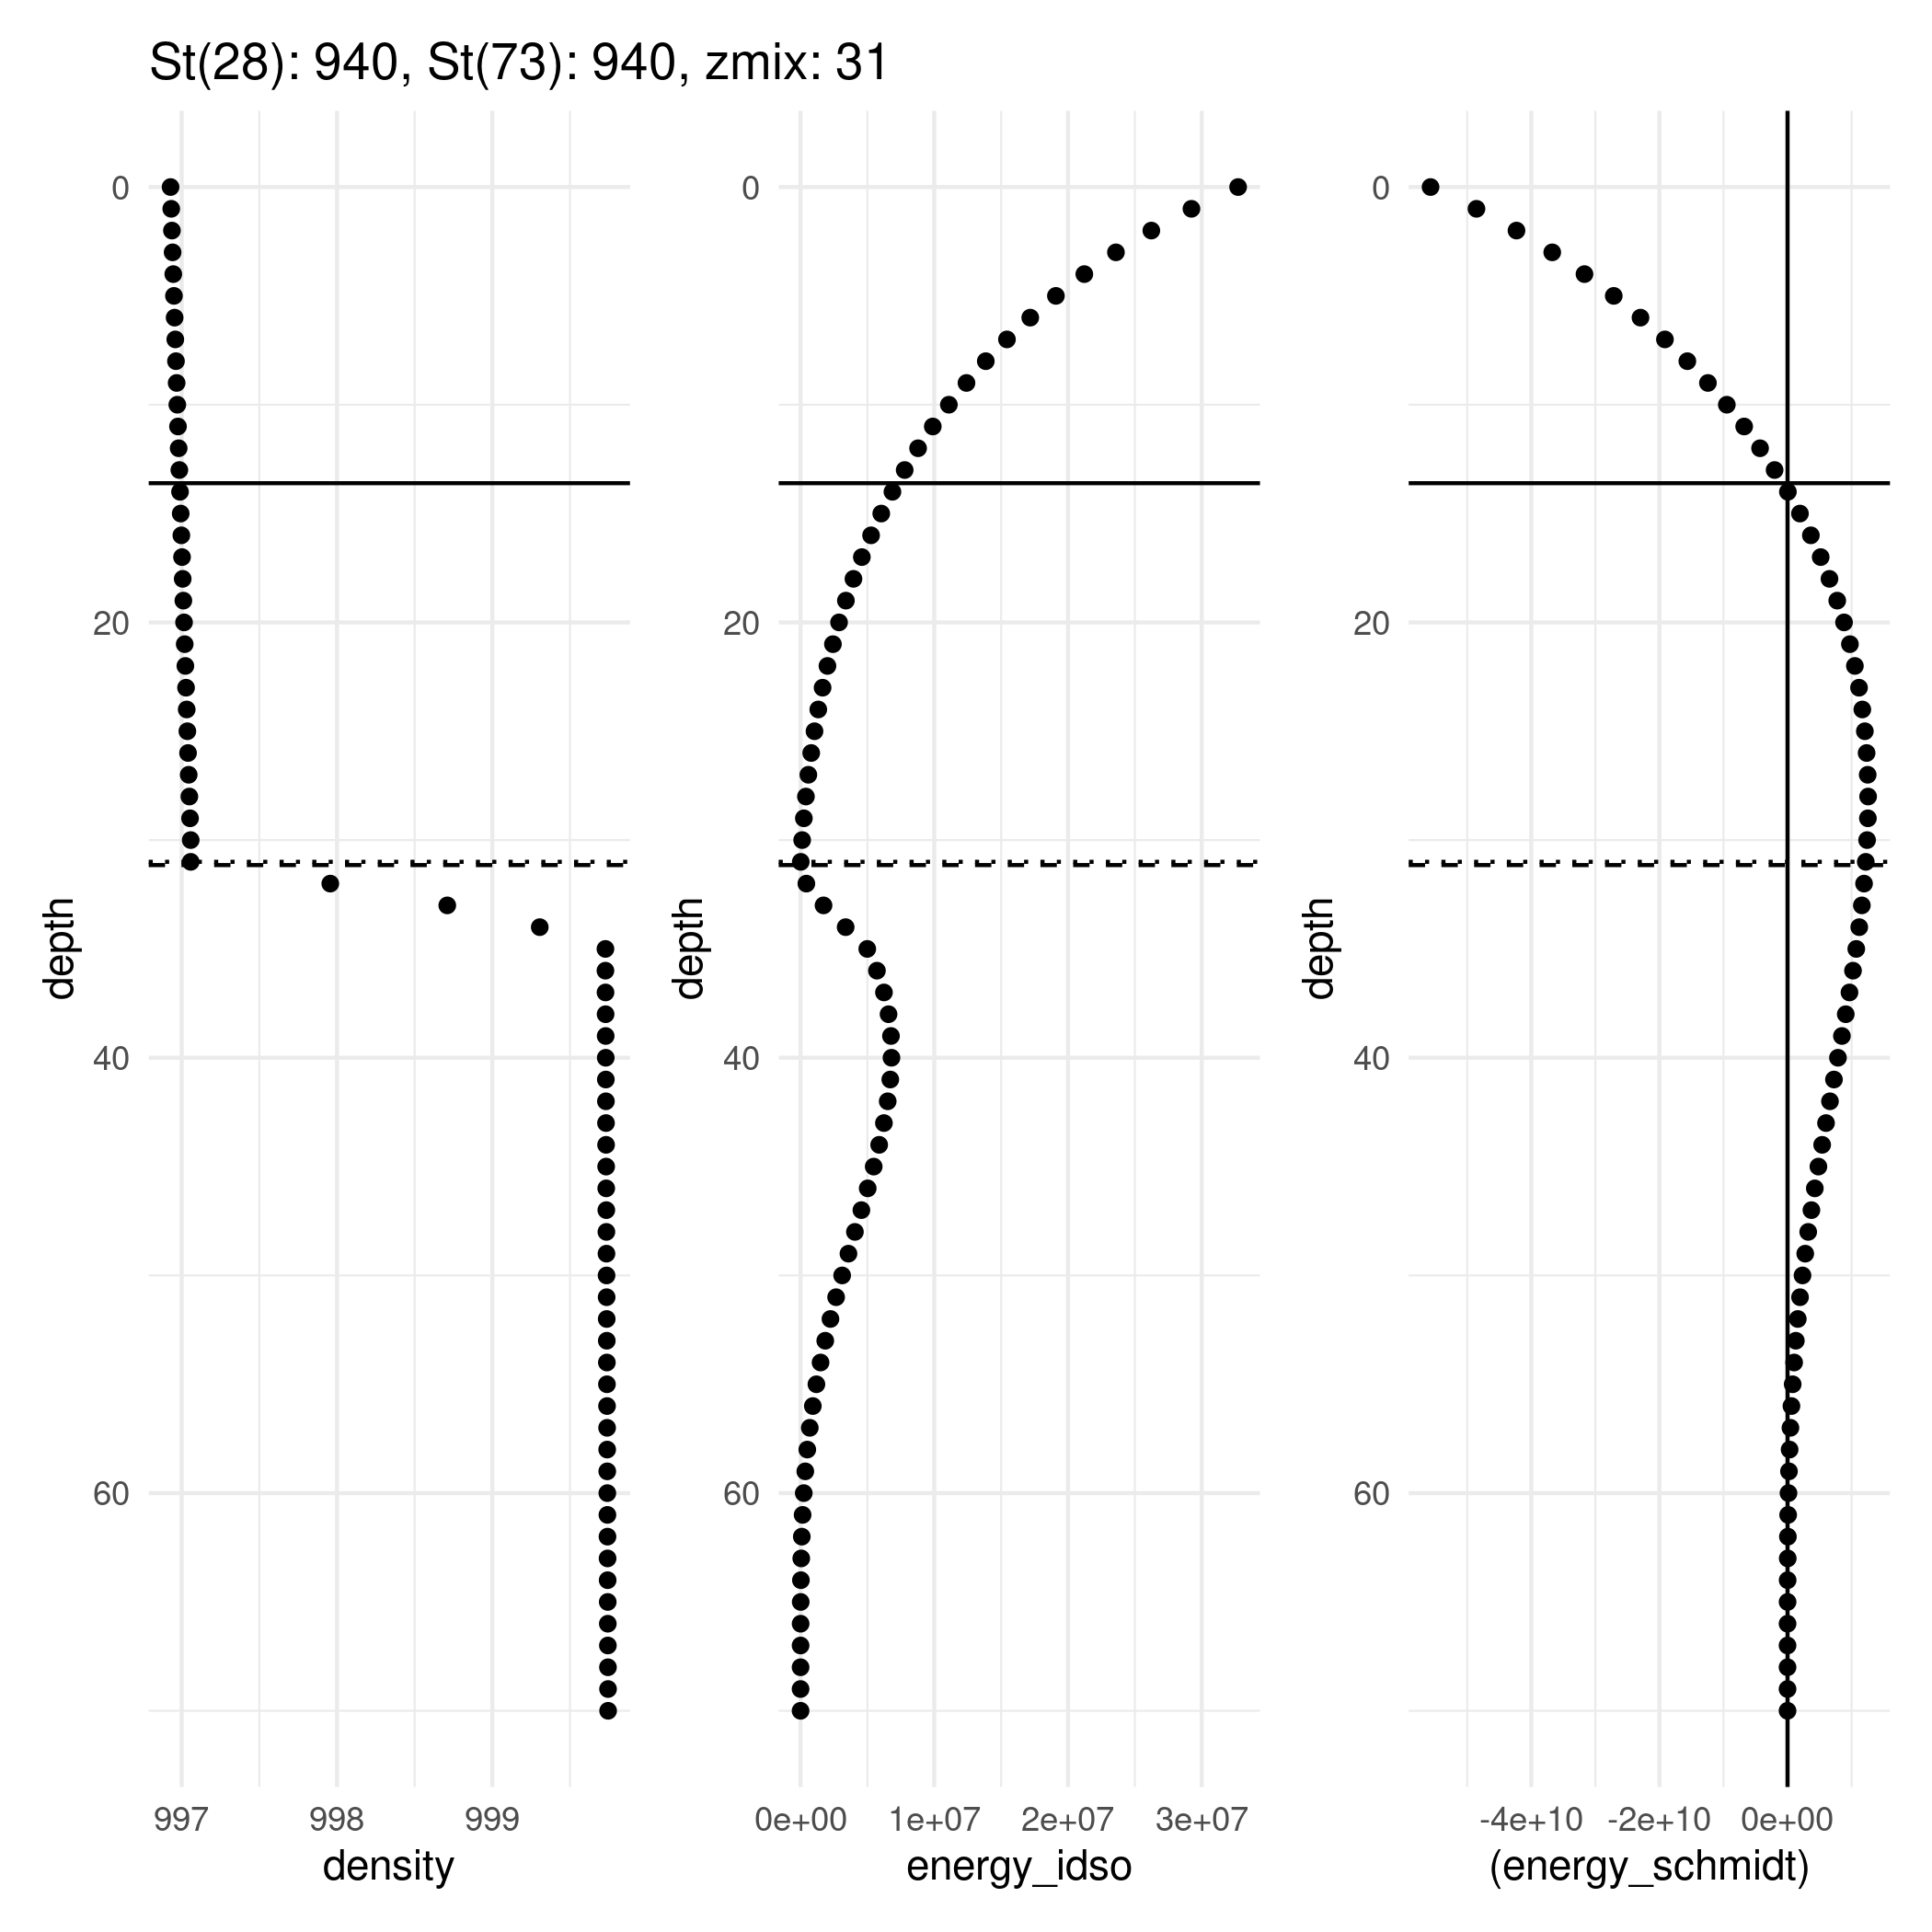 St(28): 940, St(73): 940, zmix: 31
0
20
40
60
depth
997 998 999
density
0
20
40
60
depth
0e+00 1e+07 2e+07 3e+07
energy_idso
0
20
40
60
depth
-4e+10 -2e+10 0e+00
(energy_schmidt)